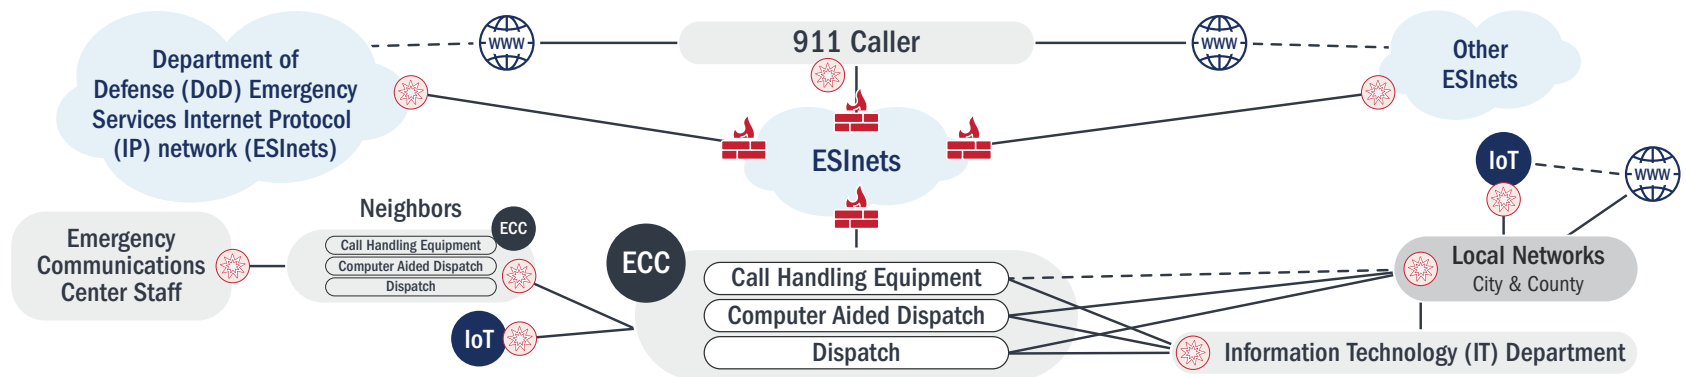 Department of
Defense (DoD) Emergency
Services Internet Protocol
(IP) network (ESInets)
WWW
911 Caller
WWW
Other
ESInets
ESInets
IoT
WWW
Emergency
Communications
Center Staff
Neighbors
ECC
Call Handling Equipment
Computer Aided Dispatch
Dispatch
IoT
ECC
Call Handling Equipment
Computer Aided Dispatch
Dispatch
Local Networks
City & County
Information Technology (IT) Department